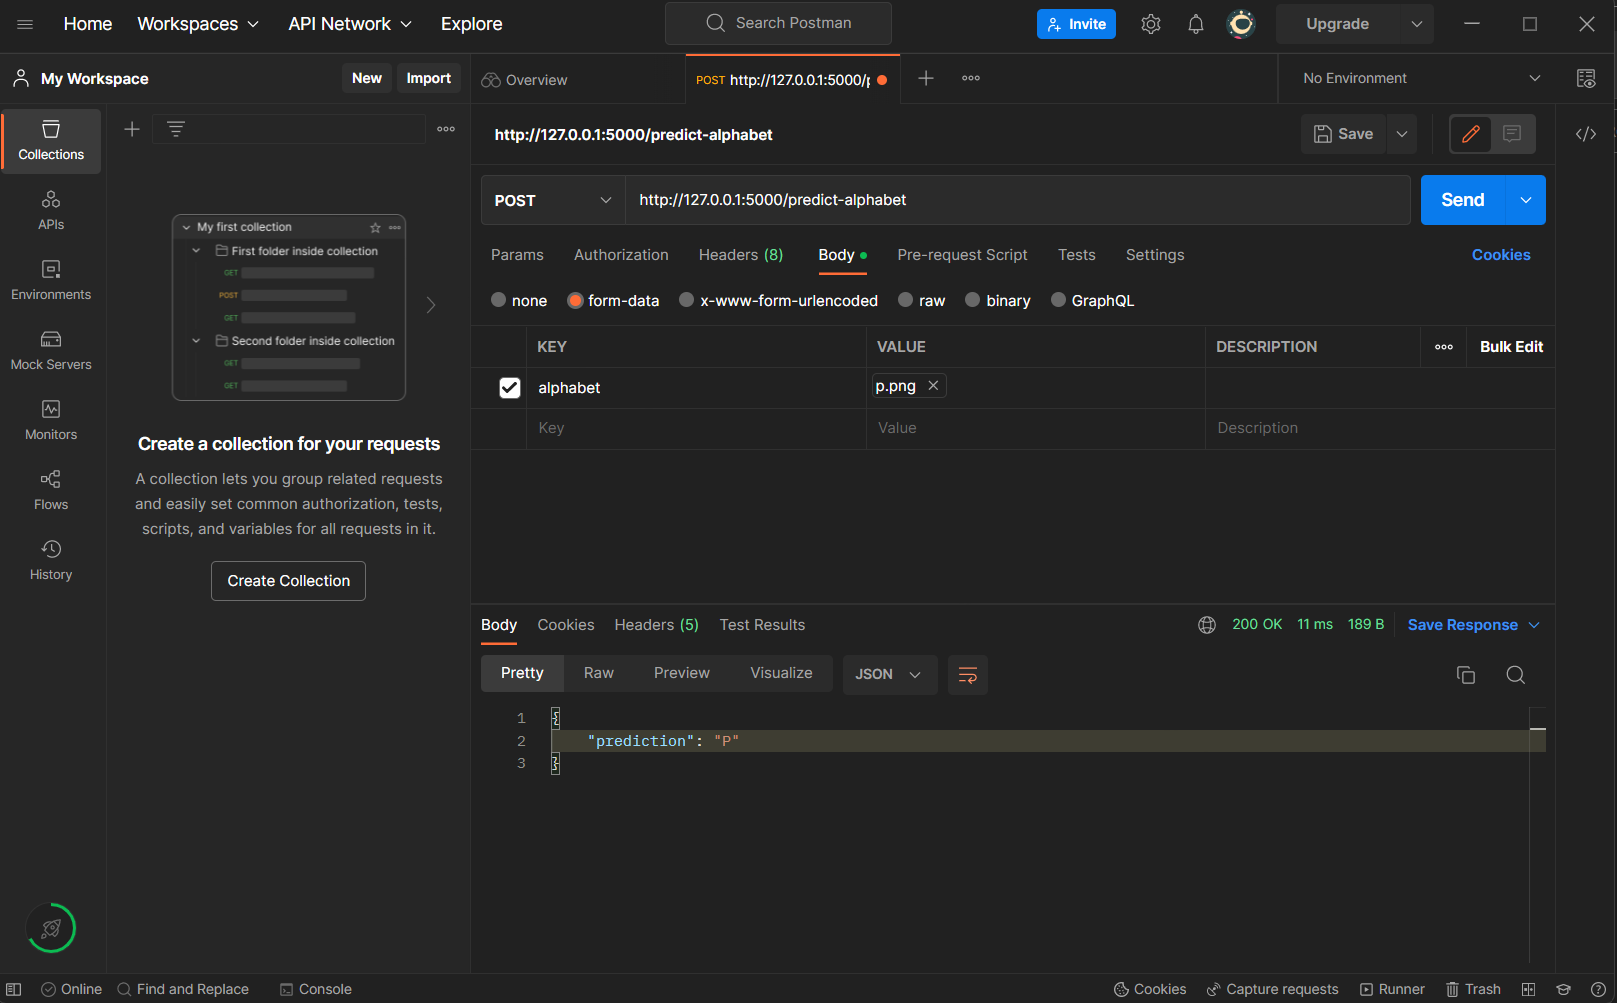 Home Workspaces API Network Explore Search Postman Invite Upgrade
My Workspace New Import Overview POST http://127.0.0.1:5000/p No Environment
Collections
APIs
Environments
Mock Servers
Monitors
Flows
History
My first collection
First folder inside collection
GET
POST
GET
Second folder inside collection
GET
GET
Create a collection for your requests
A collection lets you group related requests
and easily set common authorization, tests,
scripts, and variables for all requests in it.
Create Collection
http://127.0.0.1:5000/predict-alphabet Save
POST http://127.0.0.1:5000/predict-alphabet Send
Params Authorization Headers (8) Body Pre-request Script Tests Settings Cookies
none form-data x-www-form-urlencoded raw binary GraphQL
KEY VALUE DESCRIPTION Bulk Edit
alphabet p.png
Key Value Description
Body Cookies Headers (5) Test Results 200 OK 11 ms 189 B Save Response
Pretty Raw Preview Visualize JSON
1 {
2 "prediction": "P"
3 }
Online Find and Replace Console Cookies Capture requests Runner Trash